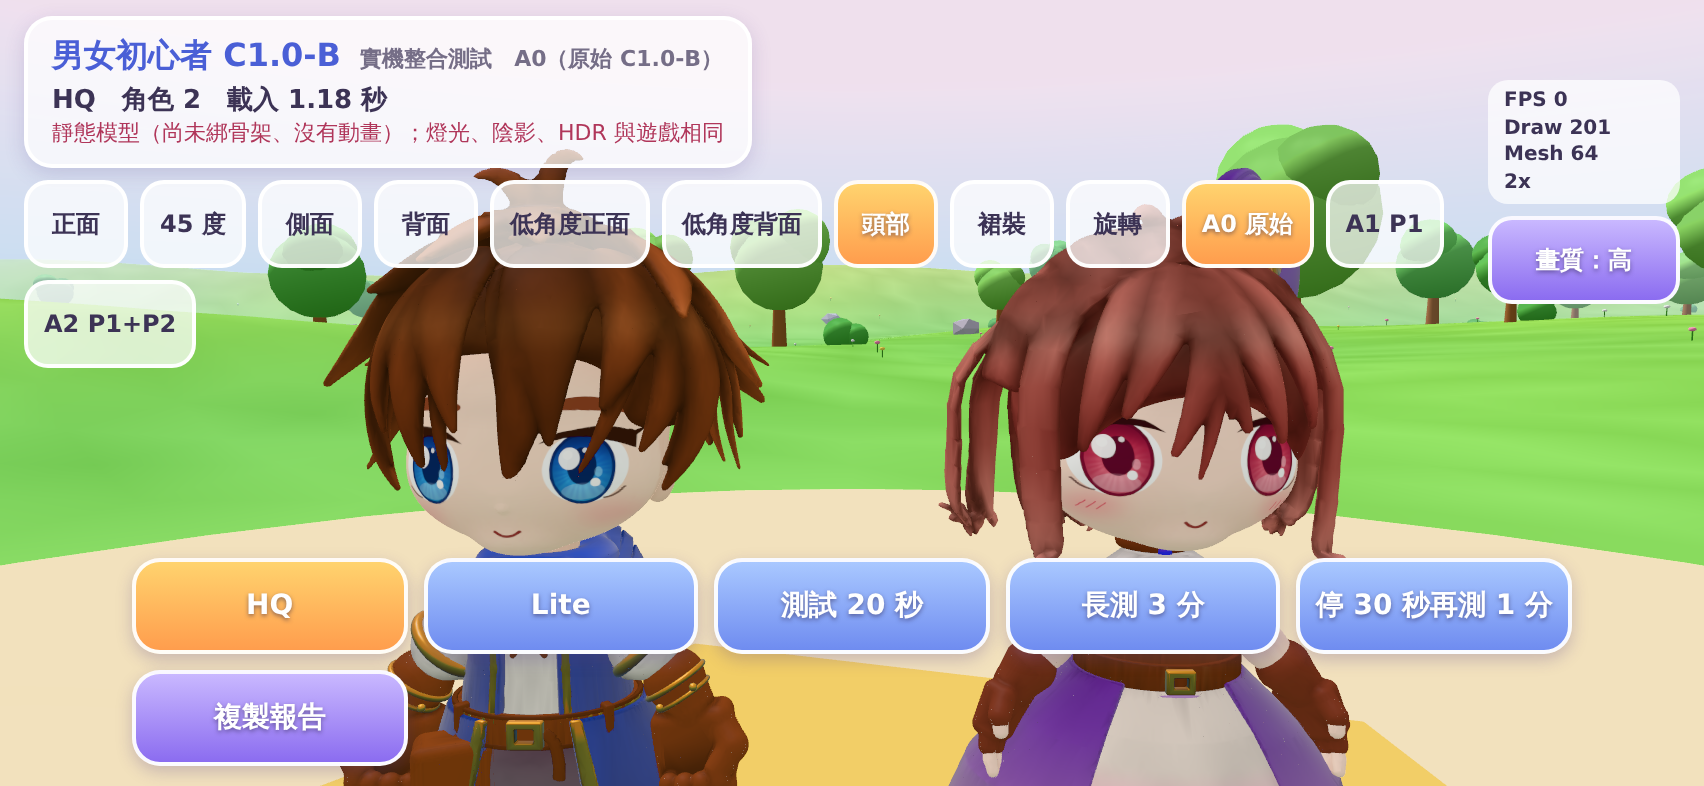 男女初心者 C1.0-B 實機整合測試 A0（原始 C1.0-B）
HQ 角色 2 載入 1.18 秒
靜態模型（尚未綁骨架、沒有動畫）；燈光、陰影、HDR 與遊戲相同
FPS 0
Draw 201
Mesh 64
2x
正面 45 度 側面 背面 低角度正面 低角度背面 頭部 裙裝 旋轉 A0 原始 A1 P1
畫質：高
A2 P1+P2
HQ Lite 測試 20 秒 長測 3 分 停 30 秒再測 1 分
複製報告